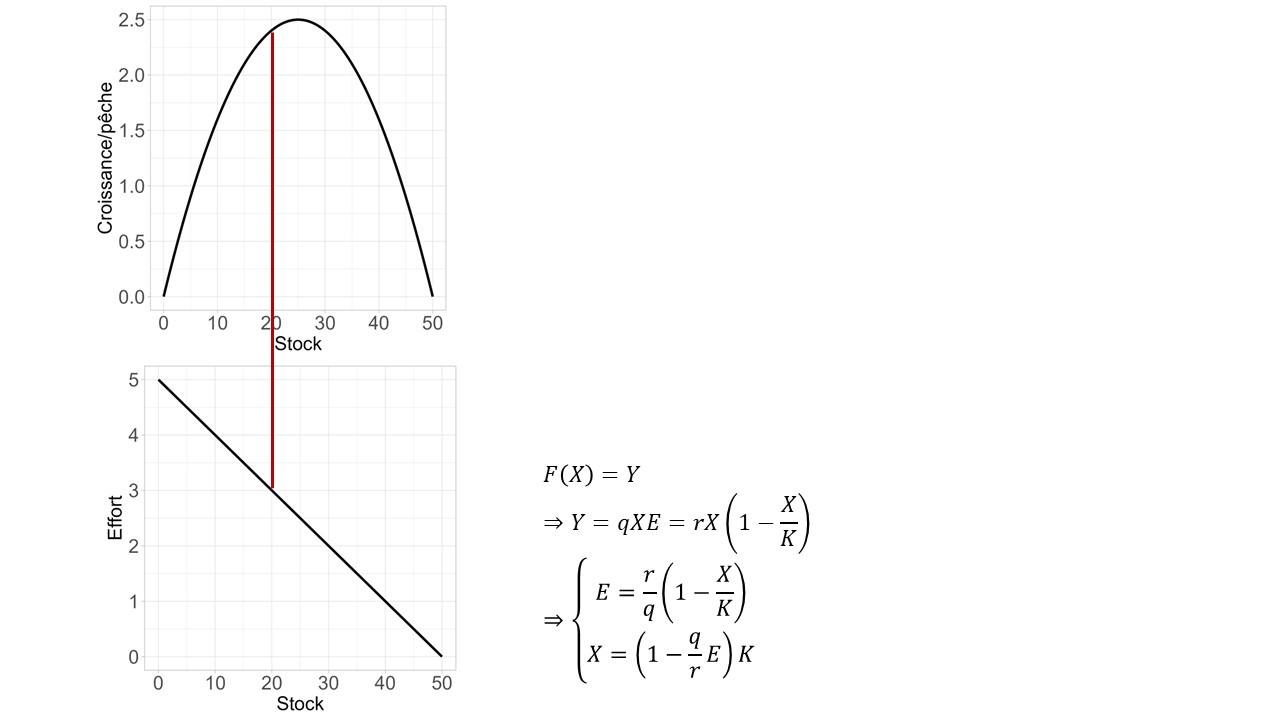 2.5
2.0
1.5
1.0
0.5
0.0
Croissance/pêche
0 10 20 30 40 50
Stock
5
4
3
2
1
0
Effort
0 10 20 30 40 50
Stock
F(X) = Y
⇒ Y = qXE = rX(1 − X/K)
⇒ { E = r/q(1 − X/K)
X = (1 − q/r E)K